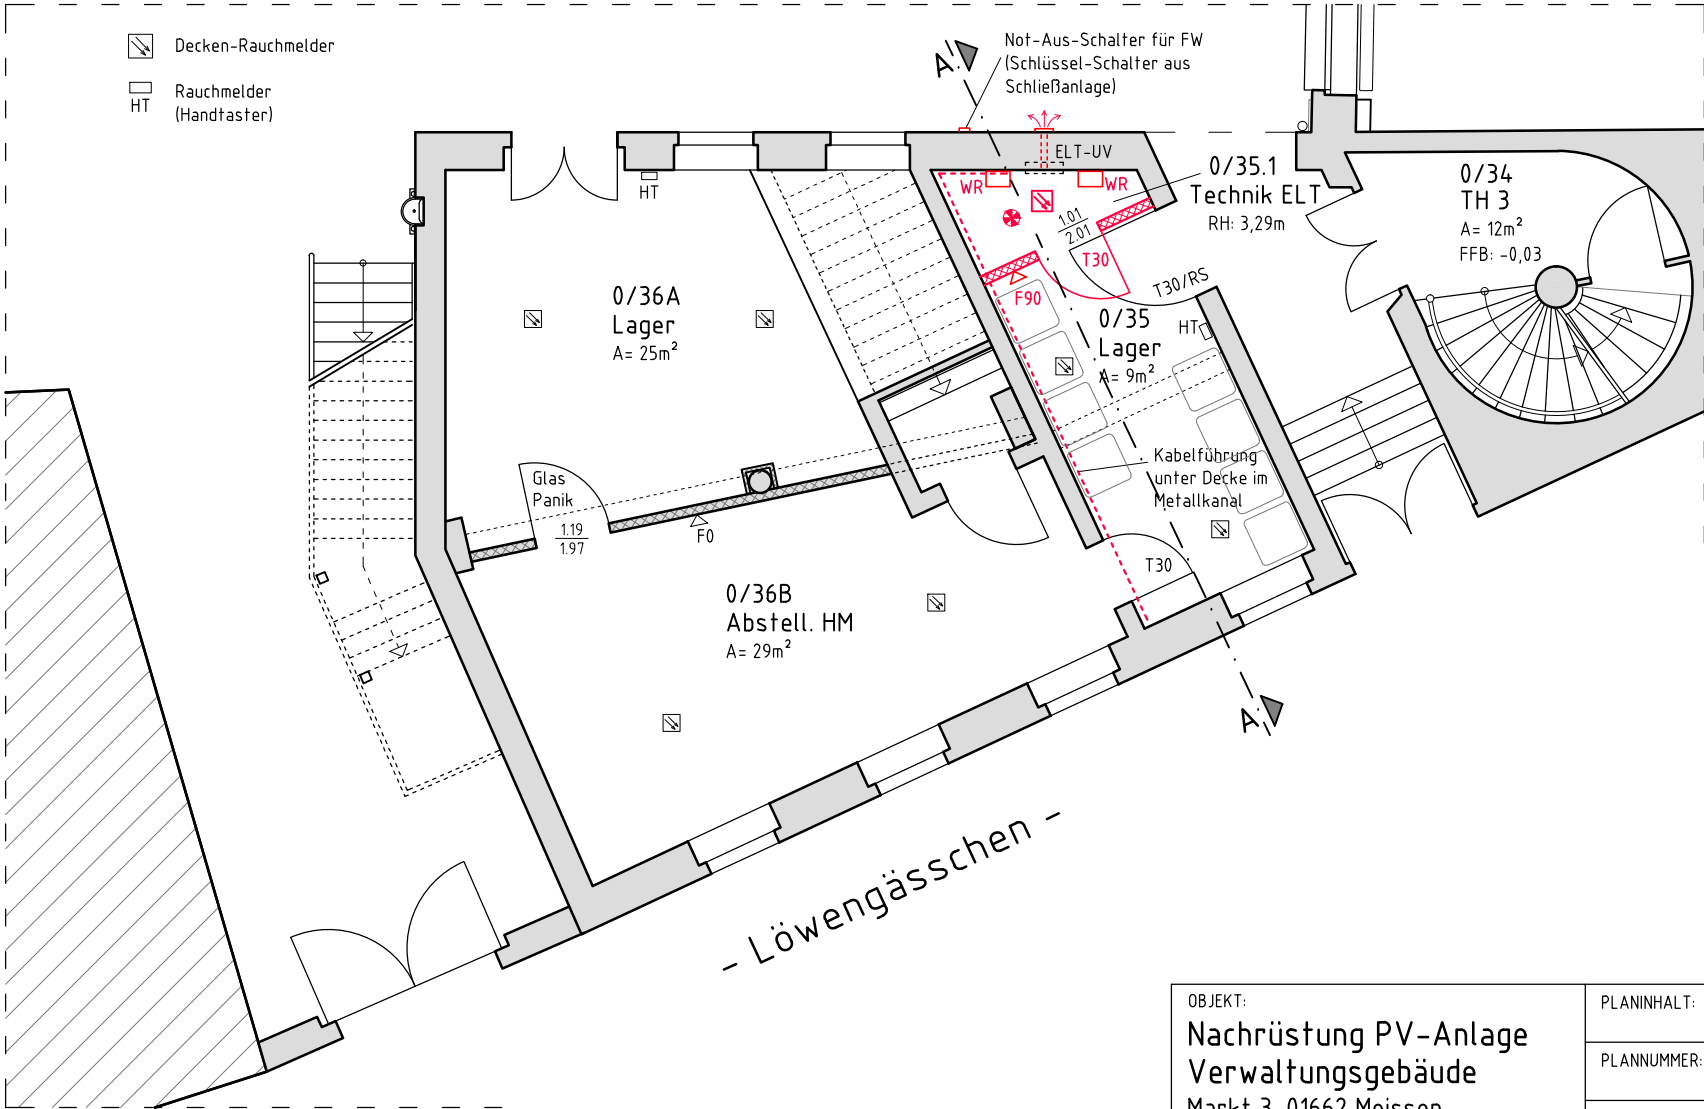 Decken-Rauchmelder
HT
Rauchmelder
(Handtaster)
A
Not-Aus-Schalter für FW
(Schlüssel-Schalter aus
Schließanlage)
ELT-UV
WR
WR
0/35.1
Technik ELT
RH: 3,29m
0/34
TH 3
A= 12m²
FFB: -0,03
HT
1.01
2.01
T30
T30/RS
F90
0/36A
Lager
A= 25m²
0/35
Lager
A= 9m²
HT
Glas
Panik
1.19
1.97
F0
Kabelführung
unter Decke im
Metallkanal
T30
0/36B
Abstell. HM
A= 29m²
A
- Löwengässchen -
OBJEKT:
Nachrüstung PV-Anlage
Verwaltungsgebäude
Markt 3, 01662 Meissen
PLANINHALT:
PLANNUMMER: